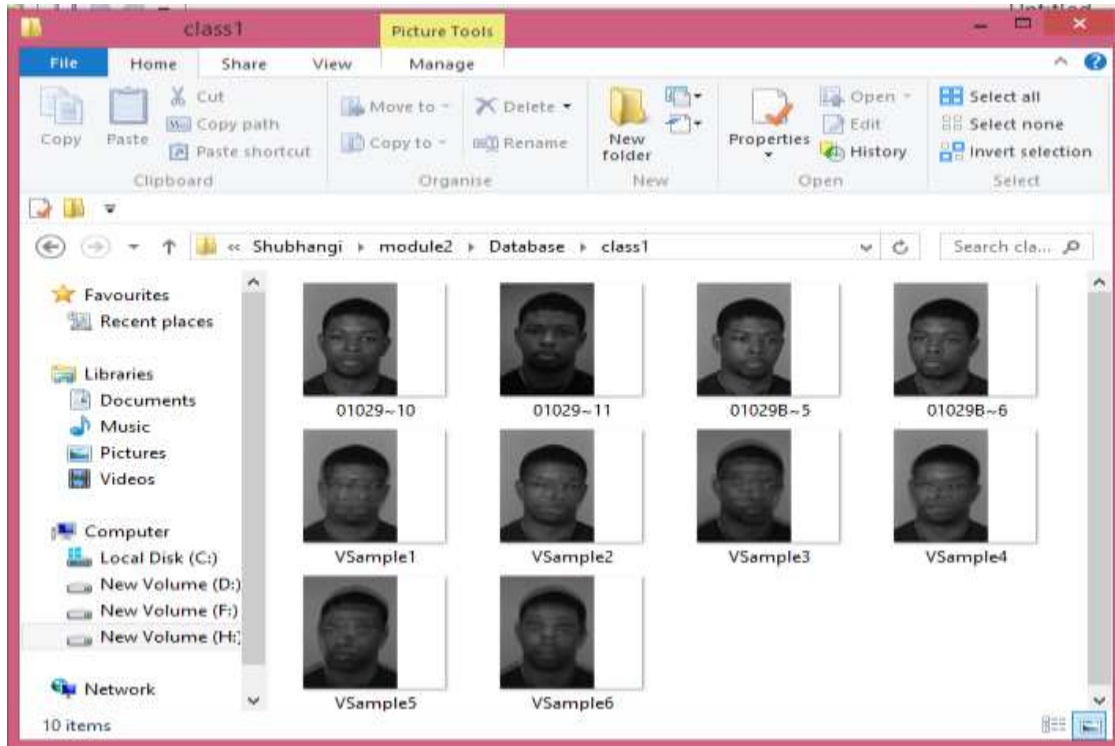 Untitled
class1
Picture Tools
File
Home
Share
View
Manage
Copy
Paste
Cut
Copy path
Paste shortcut
Clipboard
Move to
Copy to
Delete
Rename
Organise
New folder
New
Properties
Open
Edit
History
Open
Select all
Select none
Invert selection
Select
« Shubhangi module2 Database class1
Search cla...
Favourites
Recent places
Libraries
Documents
Music
Pictures
Videos
Computer
Local Disk (C:)
New Volume (D:)
New Volume (F:)
New Volume (H:
Network
01029~10
01029~11
01029B~5
01029B~6
VSample1
VSample2
VSample3
VSample4
VSample5
VSample6
10 items